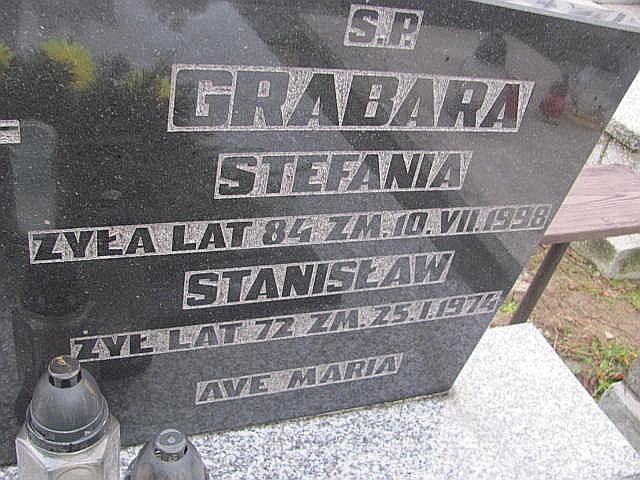 Ś.P.
GRABARA
STEFANIA
ŻYŁA LAT 84 ZM. 10. VII. 1998
STANISŁAW
ŻYŁ LAT 72 ZM. 25. I. 1974
AVE MARIA